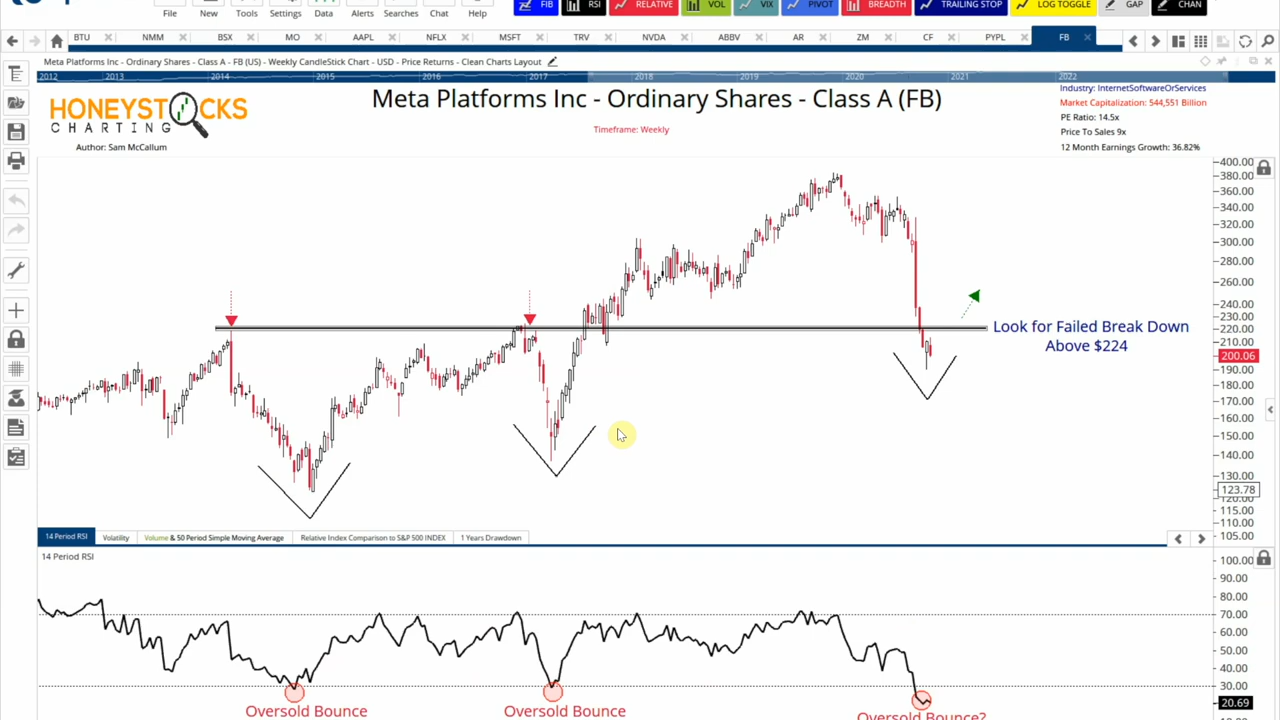 File New Tools Settings Data Alerts Searches Chat Help FIB RSI RELATIVE VOL VIX PIVOT BREADTH TRAILING STOP LOG TOGGLE GAP CHAN
BTU NMM BSX MO AAPL NFLX MSFT TRV NVDA ABBV AR ZM CF PYPL FB
Meta Platforms Inc - Ordinary Shares - Class A - FB (US) - Weekly CandleStick Chart - USD - Price Returns - Clean Charts Layout
2012 2013 2014 2015 2016 2017 2018 2019 2020 2021 2022
HONEYSTOCKS
CHARTING
Author: Sam McCallum
Meta Platforms Inc - Ordinary Shares - Class A (FB)
Timeframe: Weekly
Industry: InternetSoftwareOrServices
Market Capitalization: 544,551 Billion
PE Ratio: 14.5x
Price To Sales 9x
12 Month Earnings Growth: 36.82%
400.00
380.00
360.00
340.00
320.00
300.00
280.00
260.00
240.00
230.00
220.00
210.00
200.06
190.00
180.00
170.00
160.00
150.00
140.00
130.00
123.78
120.00
115.00
110.00
105.00
Look for Failed Break Down
Above $224
14 Period RSI Volatility Volume & 50 Period Simple Moving Average Relative Index Comparison to S&P 500 INDEX 1 Years Drawdown
14 Period RSI
100.00
90.00
80.00
70.00
60.00
50.00
40.00
30.00
20.69
Oversold Bounce Oversold Bounce Oversold Bounce?